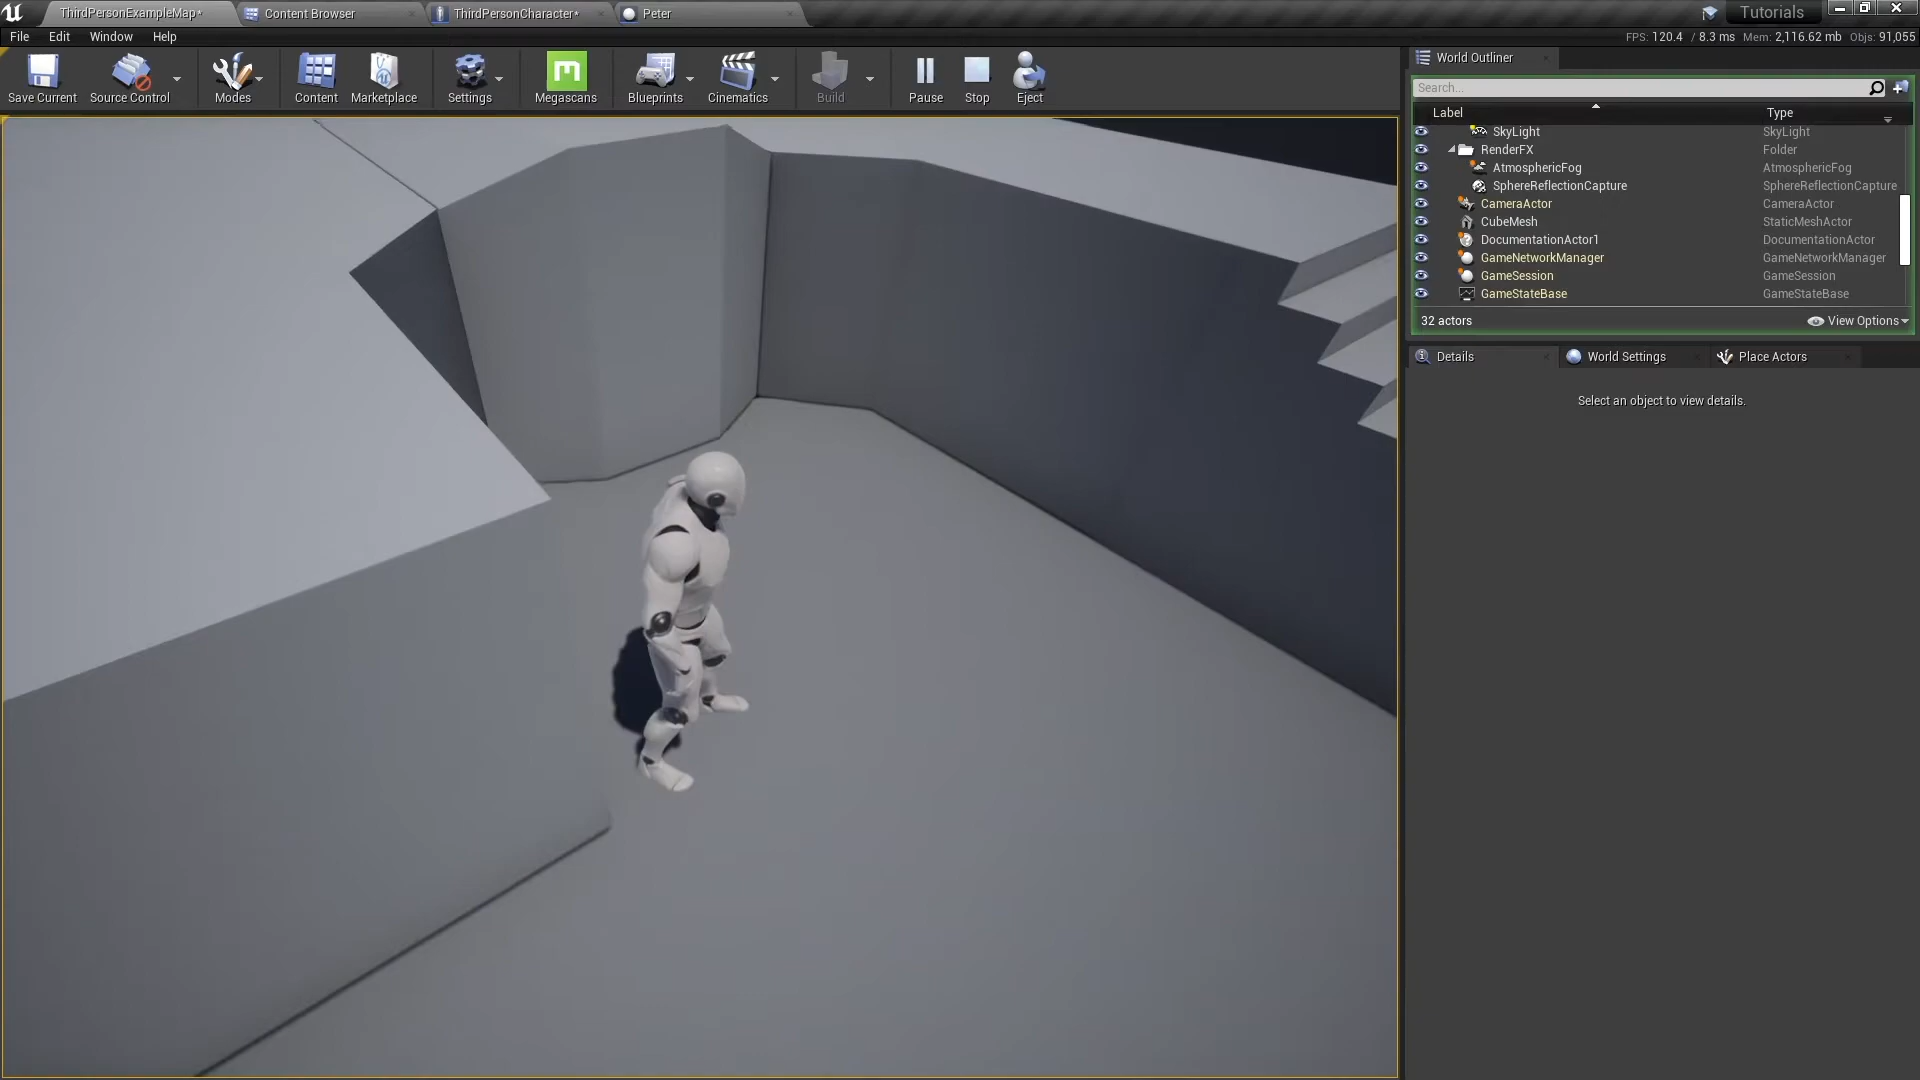 ThirdPersonExampleMap*
Content Browser
ThirdPersonCharacter*
Peter
Tutorials
File Edit Window Help
FPS: 120.4 / 8.3 ms Mem: 2,116.62 mb Objs: 91,055
Save Current
Source Control
Modes
Content
Marketplace
Settings
Megascans
Blueprints
Cinematics
Build
Pause
Stop
Eject
World Outliner
Search...
Label Type
SkyLight SkyLight
RenderFX Folder
AtmosphericFog AtmosphericFog
SphereReflectionCapture SphereReflectionCapture
CameraActor CameraActor
CubeMesh StaticMeshActor
DocumentationActor1 DocumentationActor
GameNetworkManager GameNetworkManager
GameSession GameSession
GameStateBase GameStateBase
32 actors View Options
Details World Settings Place Actors
Select an object to view details.